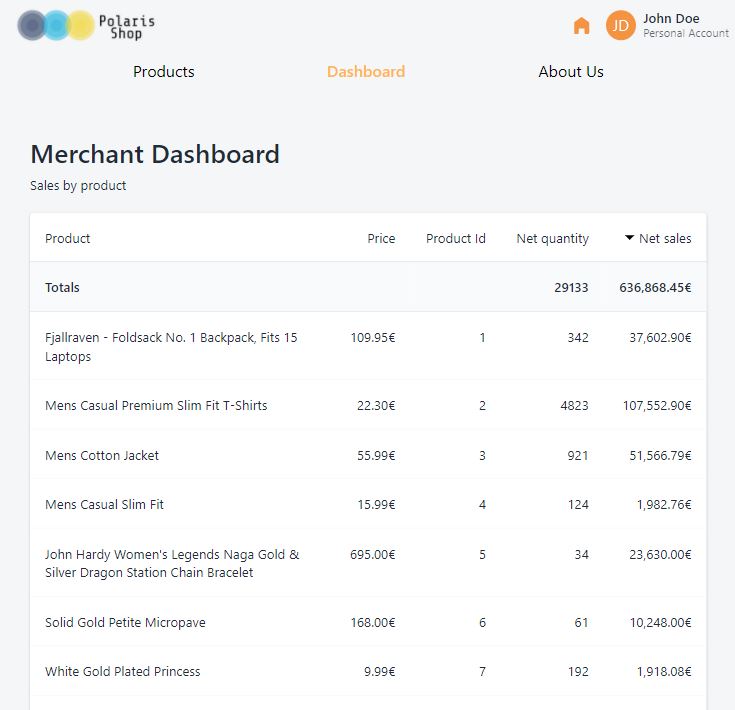 Polaris
Shop
JD
John Doe
Personal Account
Products
Dashboard
About Us
Merchant Dashboard
Sales by product
Product Price Product Id Net quantity Net sales
Totals 29133 636,868.45€
Fjallraven - Foldsack No. 1 Backpack, Fits 15 109.95€ 1 342 37,602.90€
Laptops
Mens Casual Premium Slim Fit T-Shirts 22.30€ 2 4823 107,552.90€
Mens Cotton Jacket 55.99€ 3 921 51,566.79€
Mens Casual Slim Fit 15.99€ 4 124 1,982.76€
John Hardy Women's Legends Naga Gold & 695.00€ 5 34 23,630.00€
Silver Dragon Station Chain Bracelet
Solid Gold Petite Micropave 168.00€ 6 61 10,248.00€
White Gold Plated Princess 9.99€ 7 192 1,918.08€